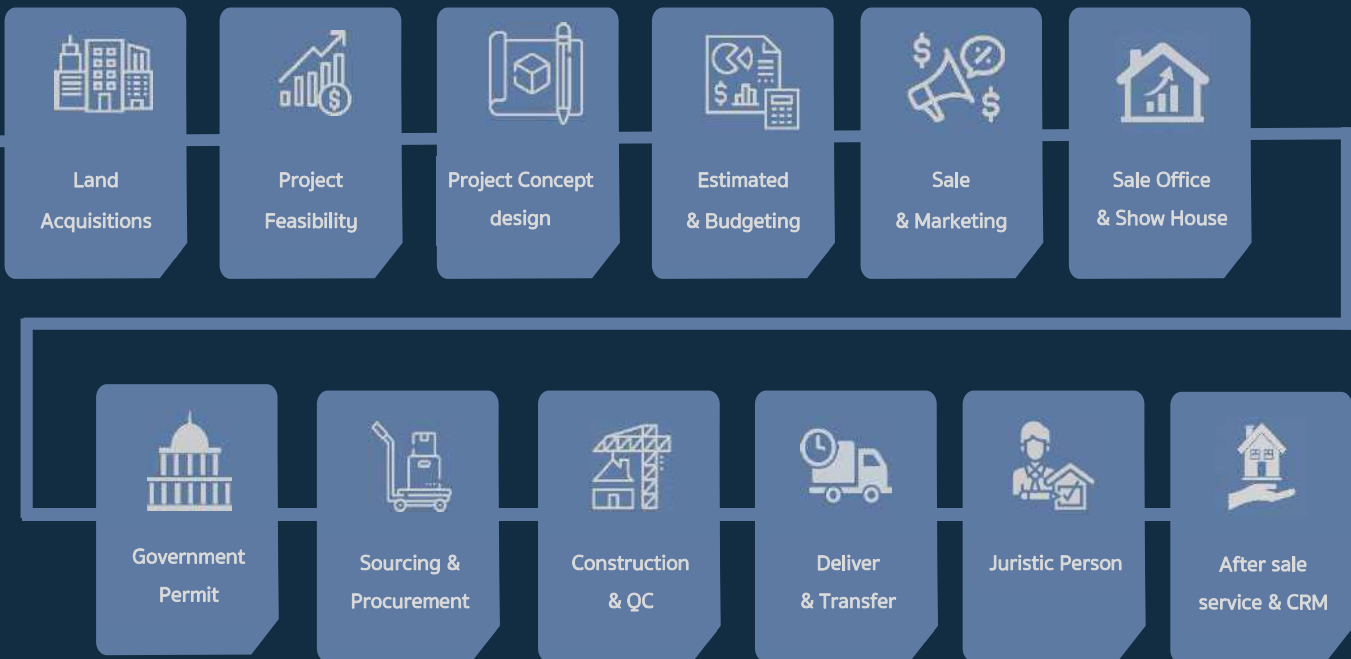 Land
Acquisitions
Project
Feasibility
Project Concept
design
Estimated
& Budgeting
Sale
& Marketing
Sale Office
& Show House
Government
Permit
Sourcing &
Procurement
Construction
& QC
Deliver
& Transfer
Juristic Person
After sale
service & CRM